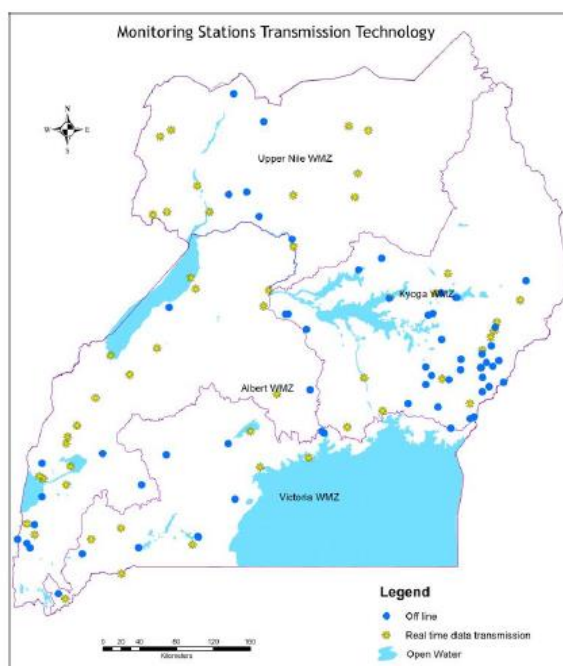 Monitoring Stations Transmission Technology
N
W E
S
Upper Nile WMZ
Kyoga WMZ
Albert WMZ
Victoria WMZ
Legend
Off line
Real time data transmission
Open Water
0 20 40 80 120 160
Kilometers